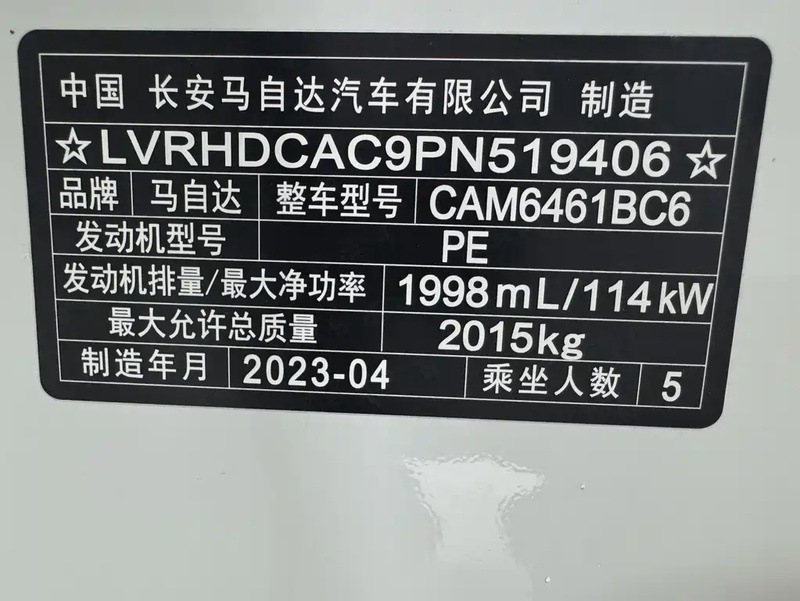 中国 长安马自达汽车有限公司 制造
☆LVRHDCAC9PN519406☆
品牌 马自达 整车型号 CAM6461BC6
发动机型号 PE
发动机排量/最大净功率 1998mL/114kW
最大允许总质量 2015kg
制造年月 2023-04 乘坐人数 5